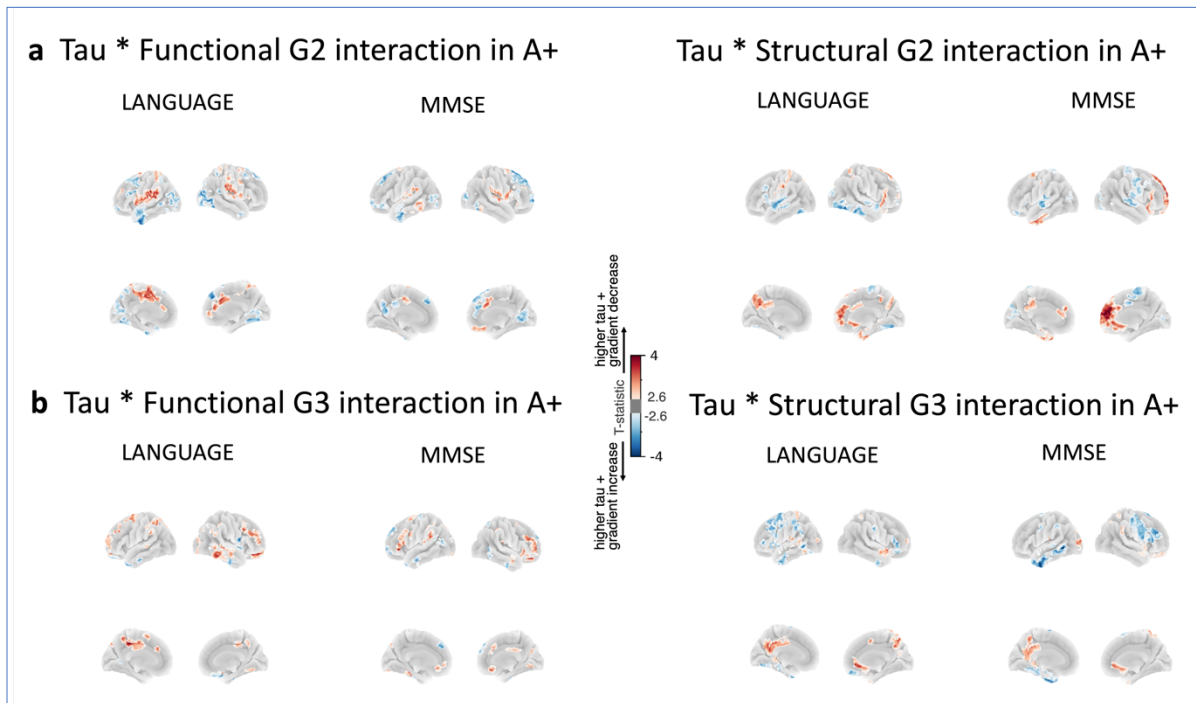 a Tau * Functional G2 interaction in A+
Tau * Structural G2 interaction in A+
LANGUAGE
MMSE
LANGUAGE
MMSE
higher tau +
gradient decrease
4
2.6
-2.6
-4
T-statistic
higher tau +
gradient increase
b Tau * Functional G3 interaction in A+
Tau * Structural G3 interaction in A+
LANGUAGE
MMSE
LANGUAGE
MMSE